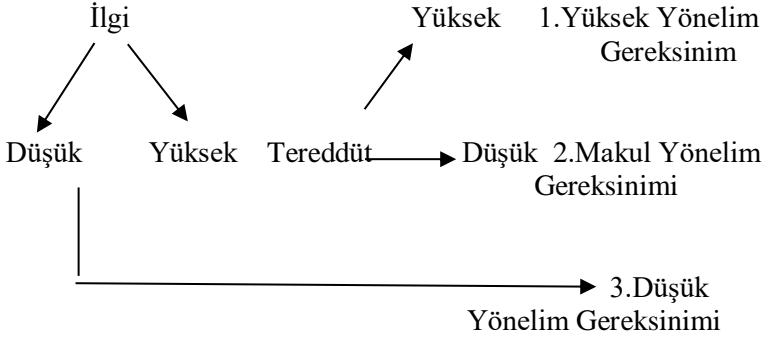 İlgi Yüksek 1.Yüksek Yönelim
Gereksinim
Düşük Yüksek Tereddüt Düşük 2.Makul Yönelim
Gereksinimi
3.Düşük
Yönelim Gereksinimi